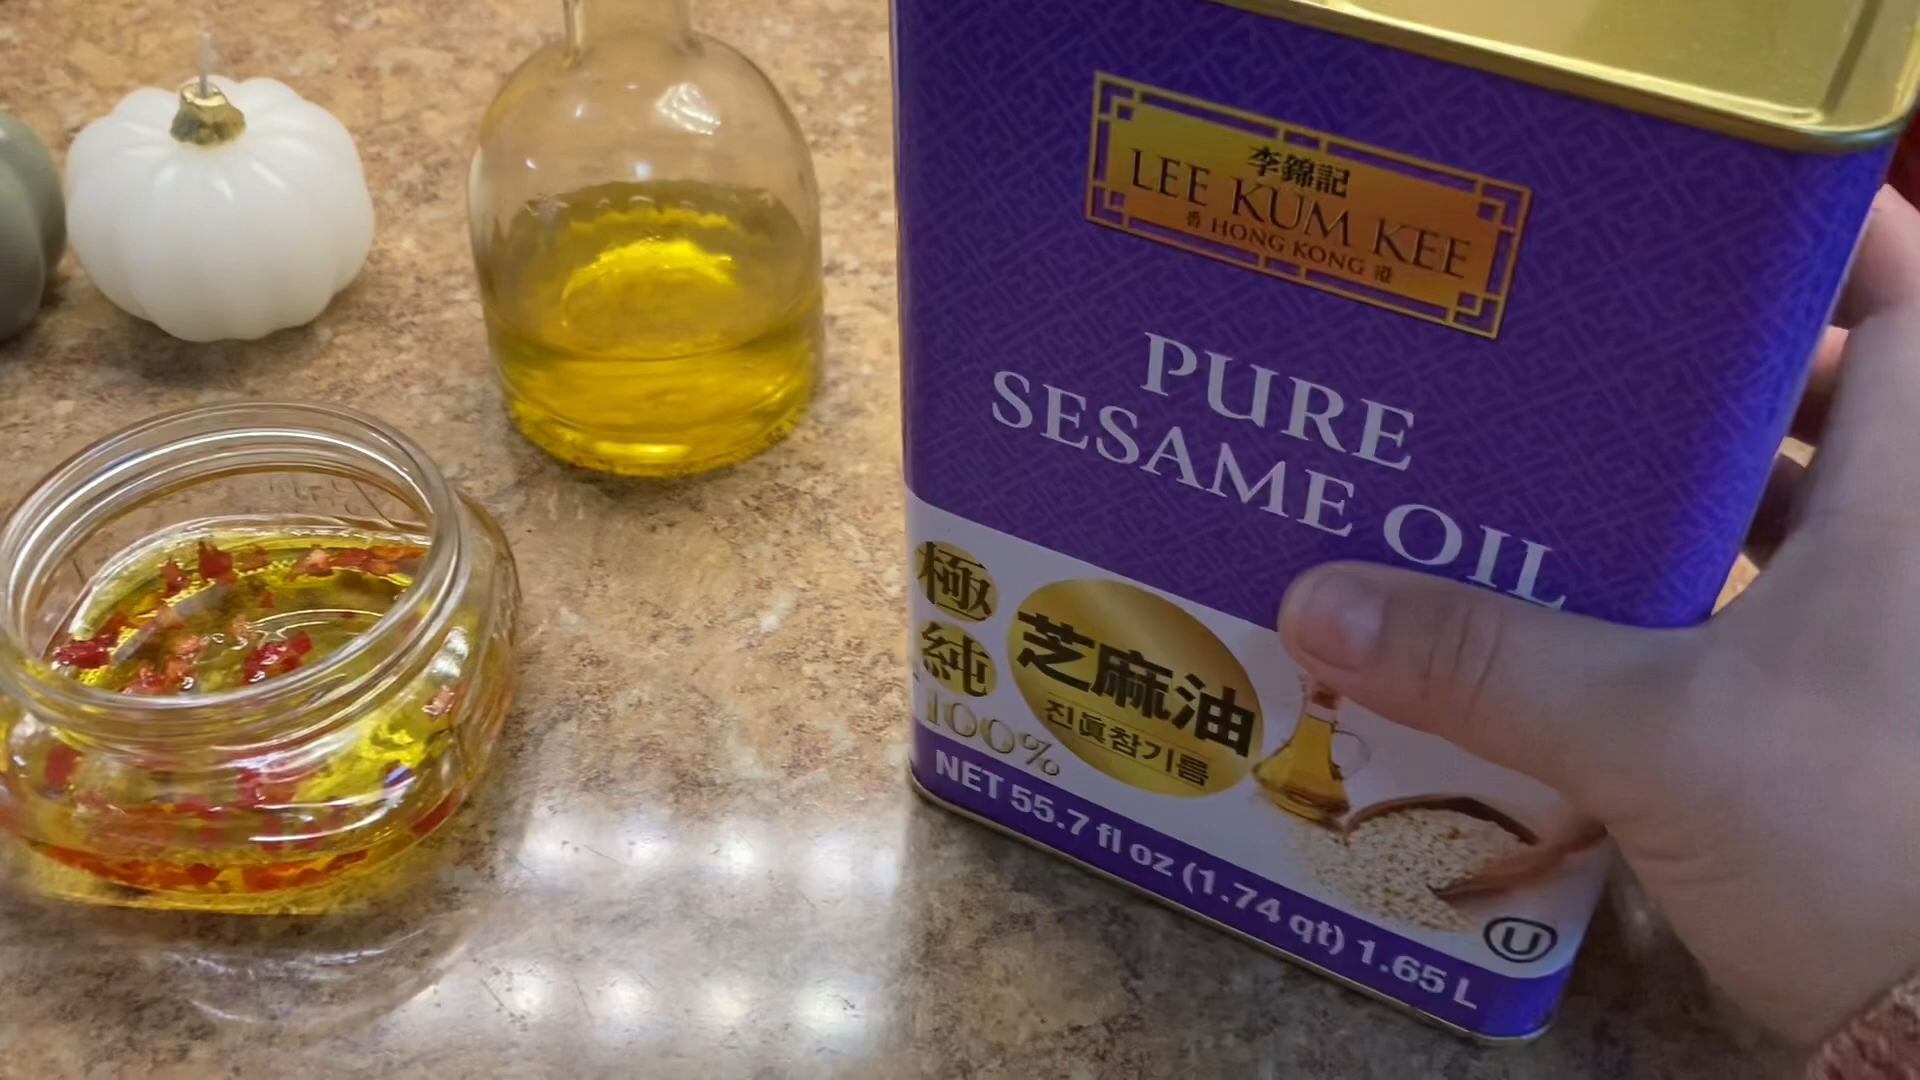 李錦記
LEE KUM KEE
香 HONG KONG 港
PURE
SESAME OIL
極
純
100%
芝麻油
진眞참기름
NET 55.7 fl oz (1.74 qt) 1.65 L
U